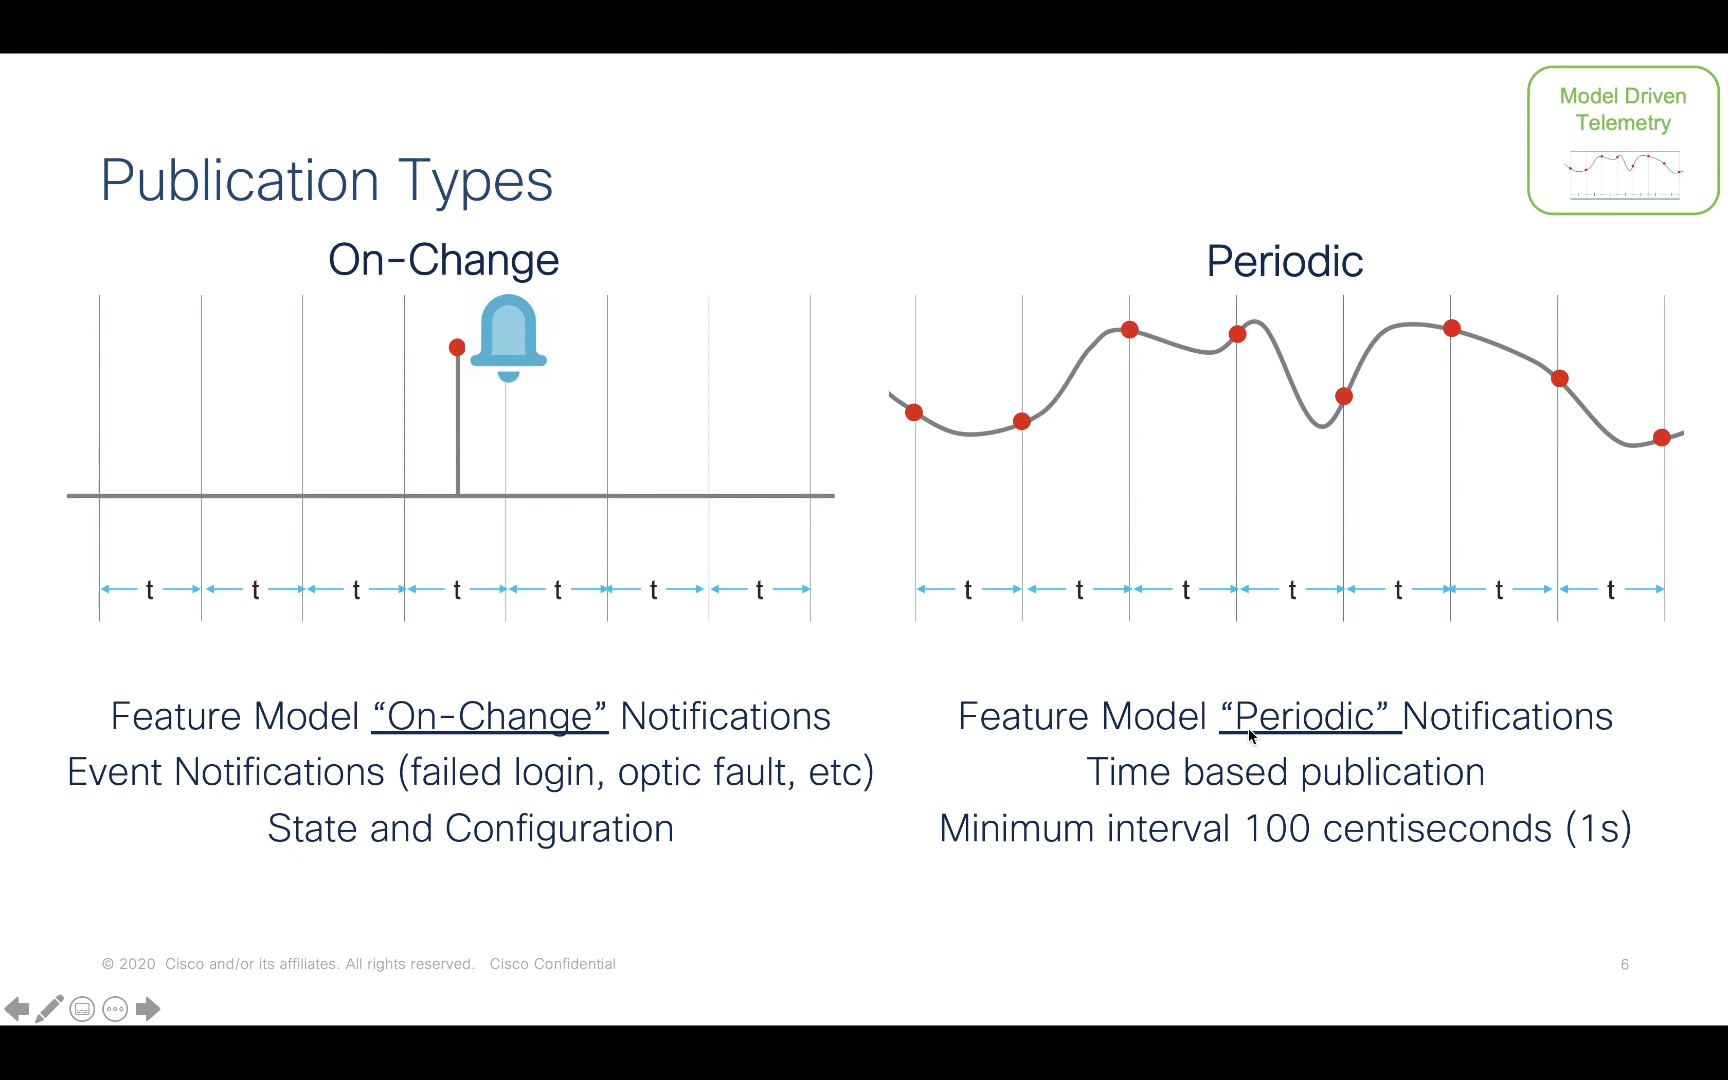 Model Driven
Telemetry
Publication Types
On-Change
Periodic
t t t t t t t
t t t t t t t
Feature Model “On-Change” Notifications
Event Notifications (failed login, optic fault, etc)
State and Configuration
Feature Model “Periodic” Notifications
Time based publication
Minimum interval 100 centiseconds (1s)
© 2020 Cisco and/or its affiliates. All rights reserved. Cisco Confidential
6